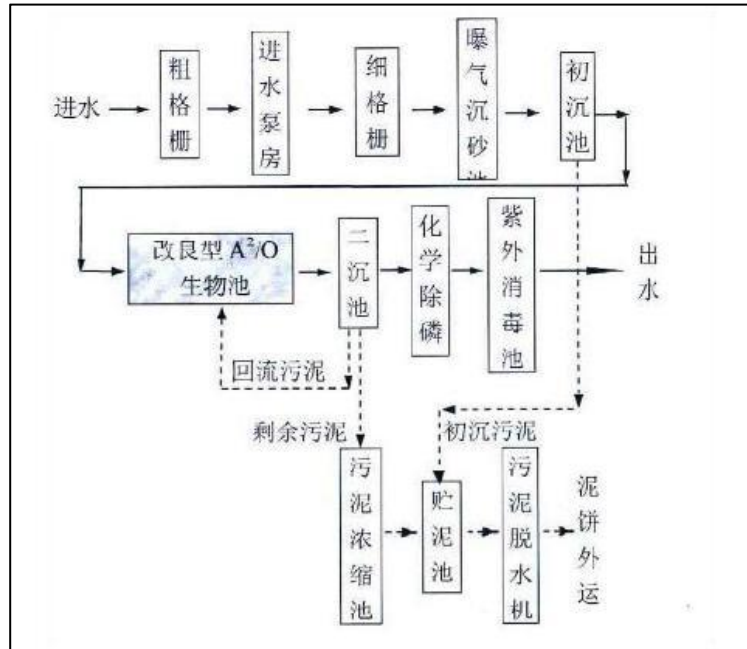 进水
粗格栅
进水泵房
细格栅
曝气沉砂池
初沉池
改良型 A²/O
生物池
二沉池
化学除磷
紫外消毒池
出水
回流污泥
剩余污泥
初沉污泥
污泥浓缩池
贮泥池
污泥脱水机
泥饼外运